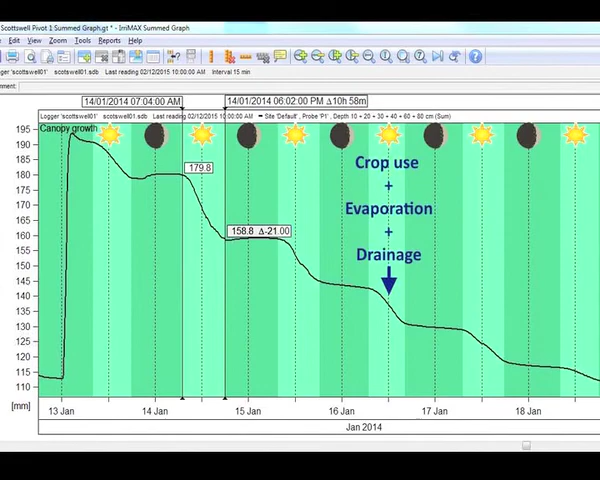 Scottswell Pivot 1 Summed Graph.gt * - IrriMAX Summed Graph
Edit View Zoom Tools Reports Help
scotswell01.sdb Last reading 02/12/2015 10:00:00 AM Interval 15 min
14/01/2014 07:04:00 AM 14/01/2014 06:02:00 PM Δ10h 58m
Logger 'scottswell01' scotswell01.sdb Last reading 02/12/2015 10:00:00 AM Site 'Default', Probe 'P1', Depth 10 + 20 + 30 + 40 + 60 + 80 cm (Sum)
Canopy growth
195
190
185
180
175
170
165
160
155
150
145
140
135
130
125
120
115
110
[mm]
179.8
158.8 Δ-21.00
Crop use
+
Evaporation
+
Drainage
13 Jan 14 Jan 15 Jan 16 Jan 17 Jan 18 Jan
Jan 2014